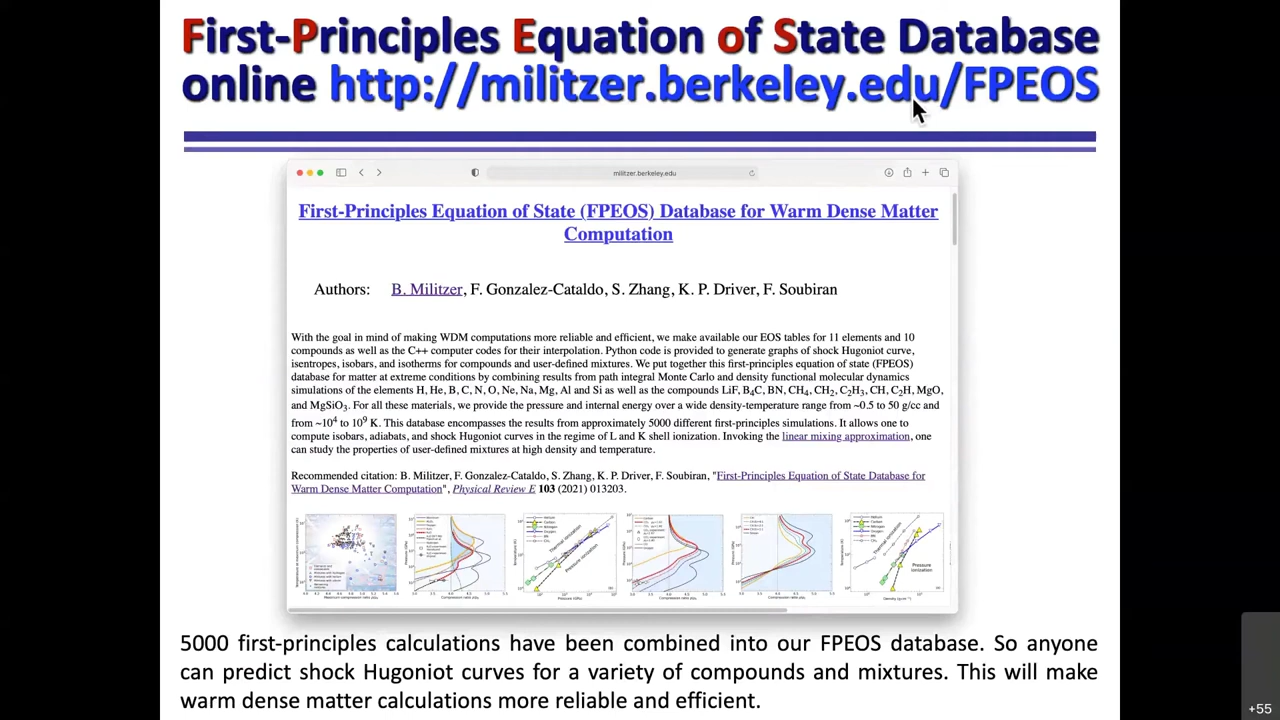 First-Principles Equation of State Database
online http://militzer.berkeley.edu/FPEOS
militzer.berkeley.edu
First-Principles Equation of State (FPEOS) Database for Warm Dense Matter
Computation
Authors: B. Militzer, F. Gonzalez-Cataldo, S. Zhang, K. P. Driver, F. Soubiran
With the goal in mind of making WDM computations more reliable and efficient, we make available our EOS tables for 11 elements and 10
compounds as well as the C++ computer codes for their interpolation. Python code is provided to generate graphs of shock Hugoniot curve,
isentropes, isobars, and isotherms for compounds and user-defined mixtures. We put together this first-principles equation of state (FPEOS)
database for matter at extreme conditions by combining results from path integral Monte Carlo and density functional molecular dynamics
simulations of the elements H, He, B, C, N, O, Ne, Na, Mg, Al and Si as well as the compounds LiF, B₄C, BN, CH₄, CH₂, C₂H₃, CH, C₂H, MgO,
and MgSiO₃. For all these materials, we provide the pressure and internal energy over a wide density-temperature range from ~0.5 to 50 g/cc and
from ~10⁴ to 10⁹ K. This database encompasses the results from approximately 5000 different first-principles simulations. It allows one to
compute isobars, adiabats, and shock Hugoniot curves in the regime of L and K shell ionization. Invoking the linear mixing approximation, one
can study the properties of user-defined mixtures at high density and temperature.
Recommended citation: B. Militzer, F. Gonzalez-Cataldo, S. Zhang, K. P. Driver, F. Soubiran, "First-Principles Equation of State Database for
Warm Dense Matter Computation", Physical Review E 103 (2021) 013203.
Thermal ionization
Pressure ionization
Thermal ionization
Pressure
ionization
5000 first-principles calculations have been combined into our FPEOS database. So anyone
can predict shock Hugoniot curves for a variety of compounds and mixtures. This will make
warm dense matter calculations more reliable and efficient.
+55